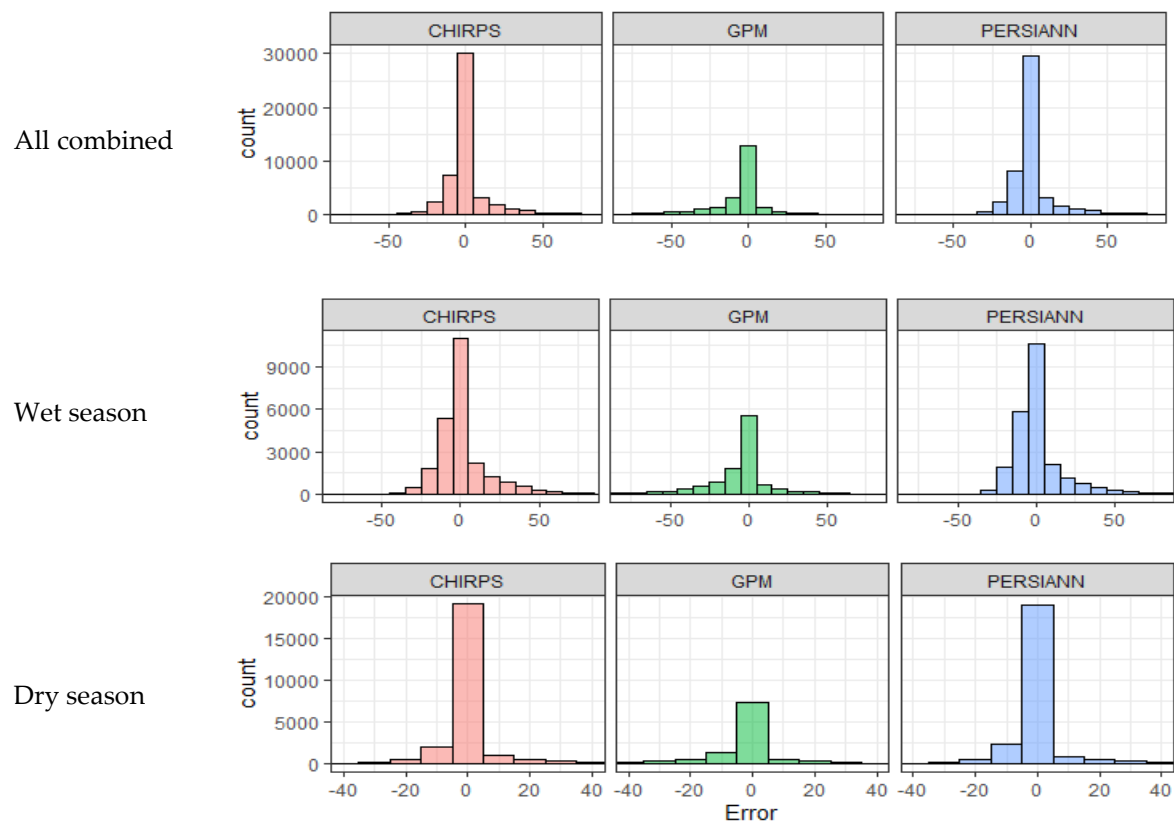 CHIRPS GPM PERSIANN
30000
20000
10000
0
count
All combined
-50 0 50 -50 0 50 -50 0 50
CHIRPS GPM PERSIANN
9000
6000
3000
0
count
Wet season
-50 0 50 -50 0 50 -50 0 50
CHIRPS GPM PERSIANN
20000
15000
10000
5000
0
count
Dry season
-40 -20 0 20 40 -40 -20 0 20 40 -40 -20 0 20 40
Error